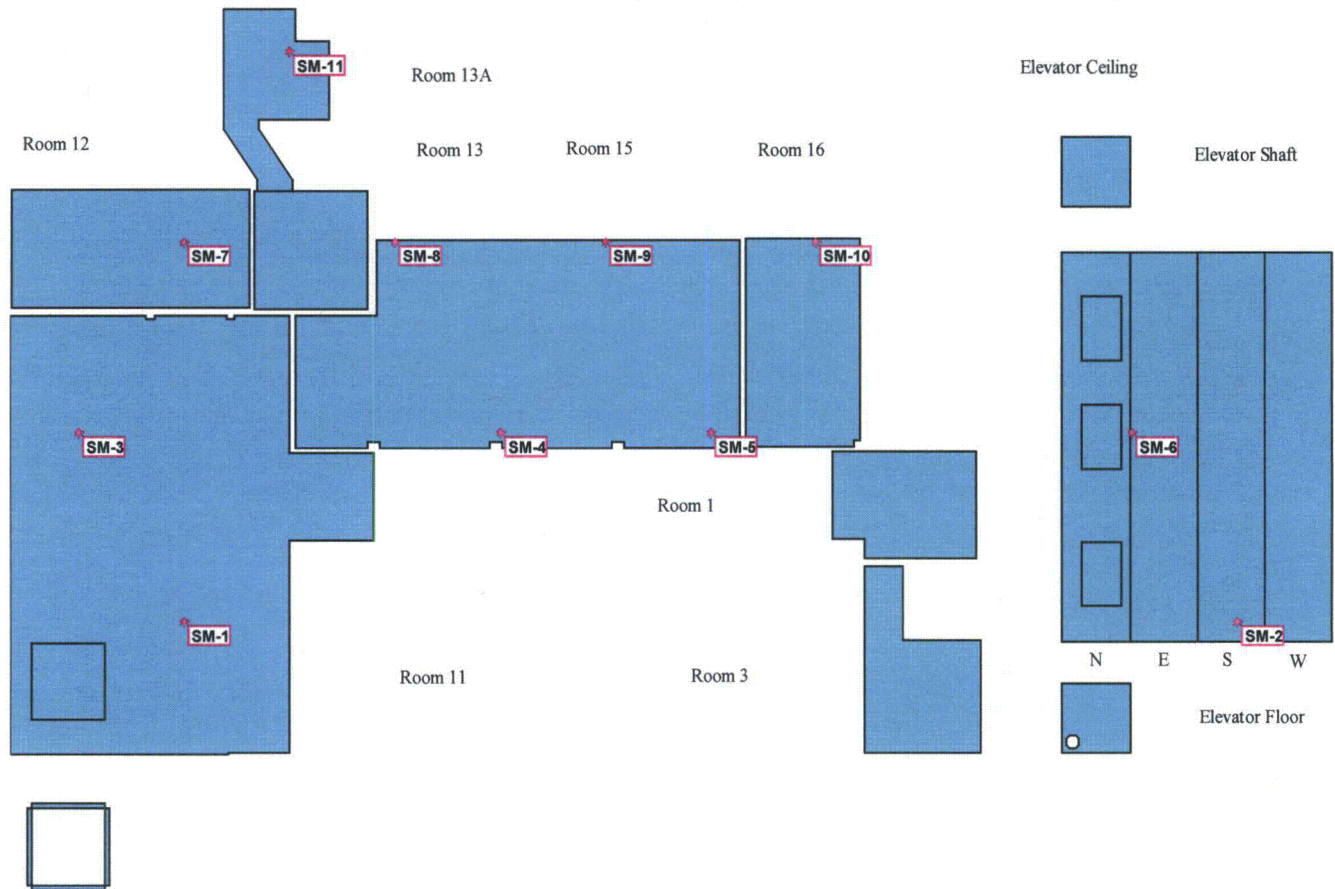 SM-11
Room 13A
Elevator Ceiling
Room 12
Room 13
Room 15
Room 16
Elevator Shaft
SM-7
SM-8
SM-9
SM-10
SM-3
SM-4
SM-5
SM-6
Room 1
SM-1
SM-2
N E S W
Room 11
Room 3
Elevator Floor